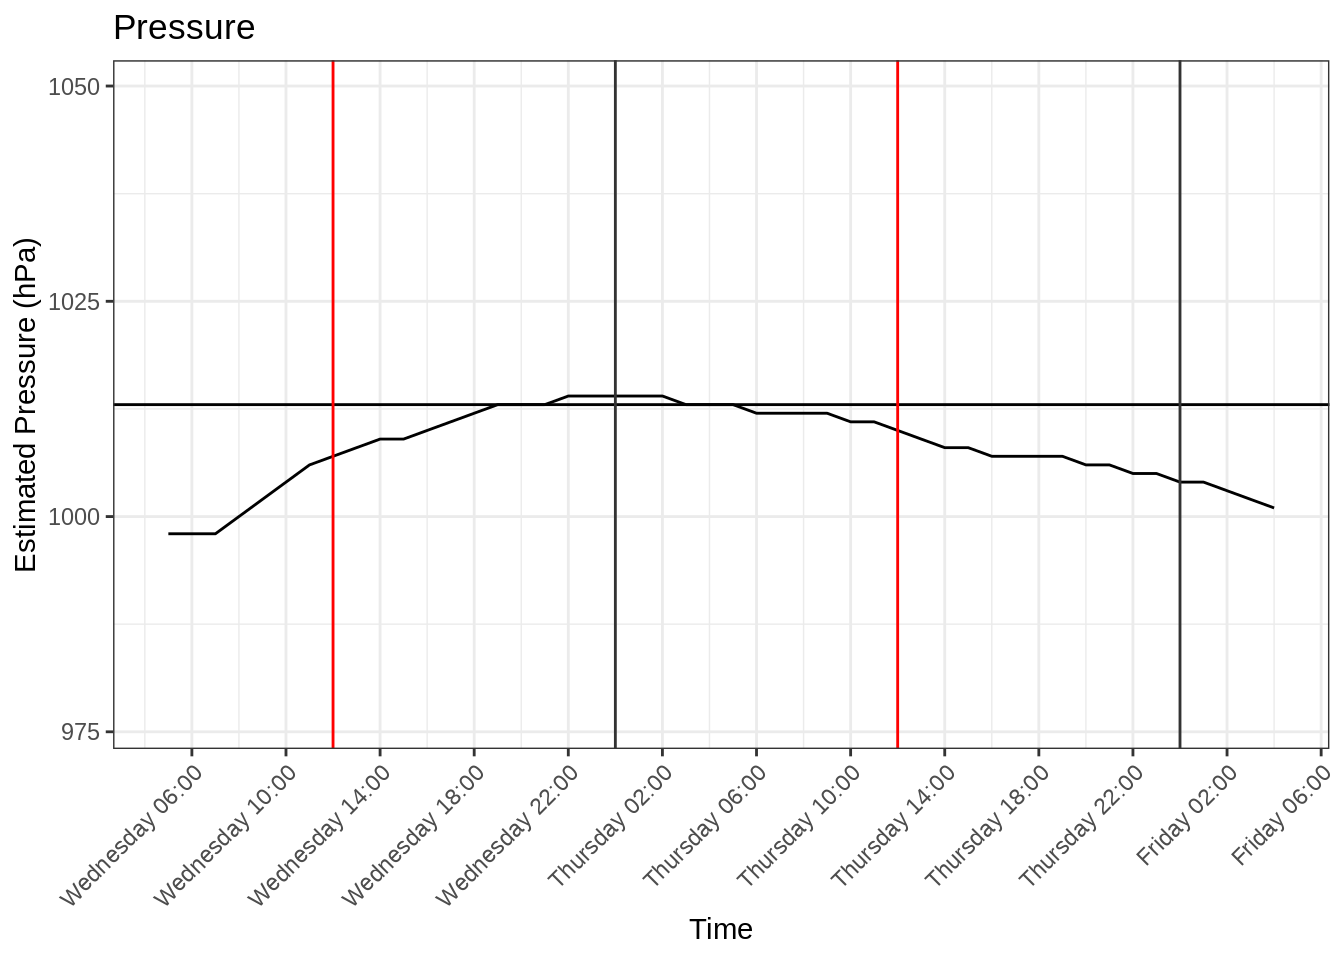 Pressure
Estimated Pressure (hPa)
1050
1025
1000
975
Wednesday 06:00
Wednesday 10:00
Wednesday 14:00
Wednesday 18:00
Wednesday 22:00
Thursday 02:00
Thursday 06:00
Thursday 10:00
Thursday 14:00
Thursday 18:00
Thursday 22:00
Friday 02:00
Friday 06:00
Time